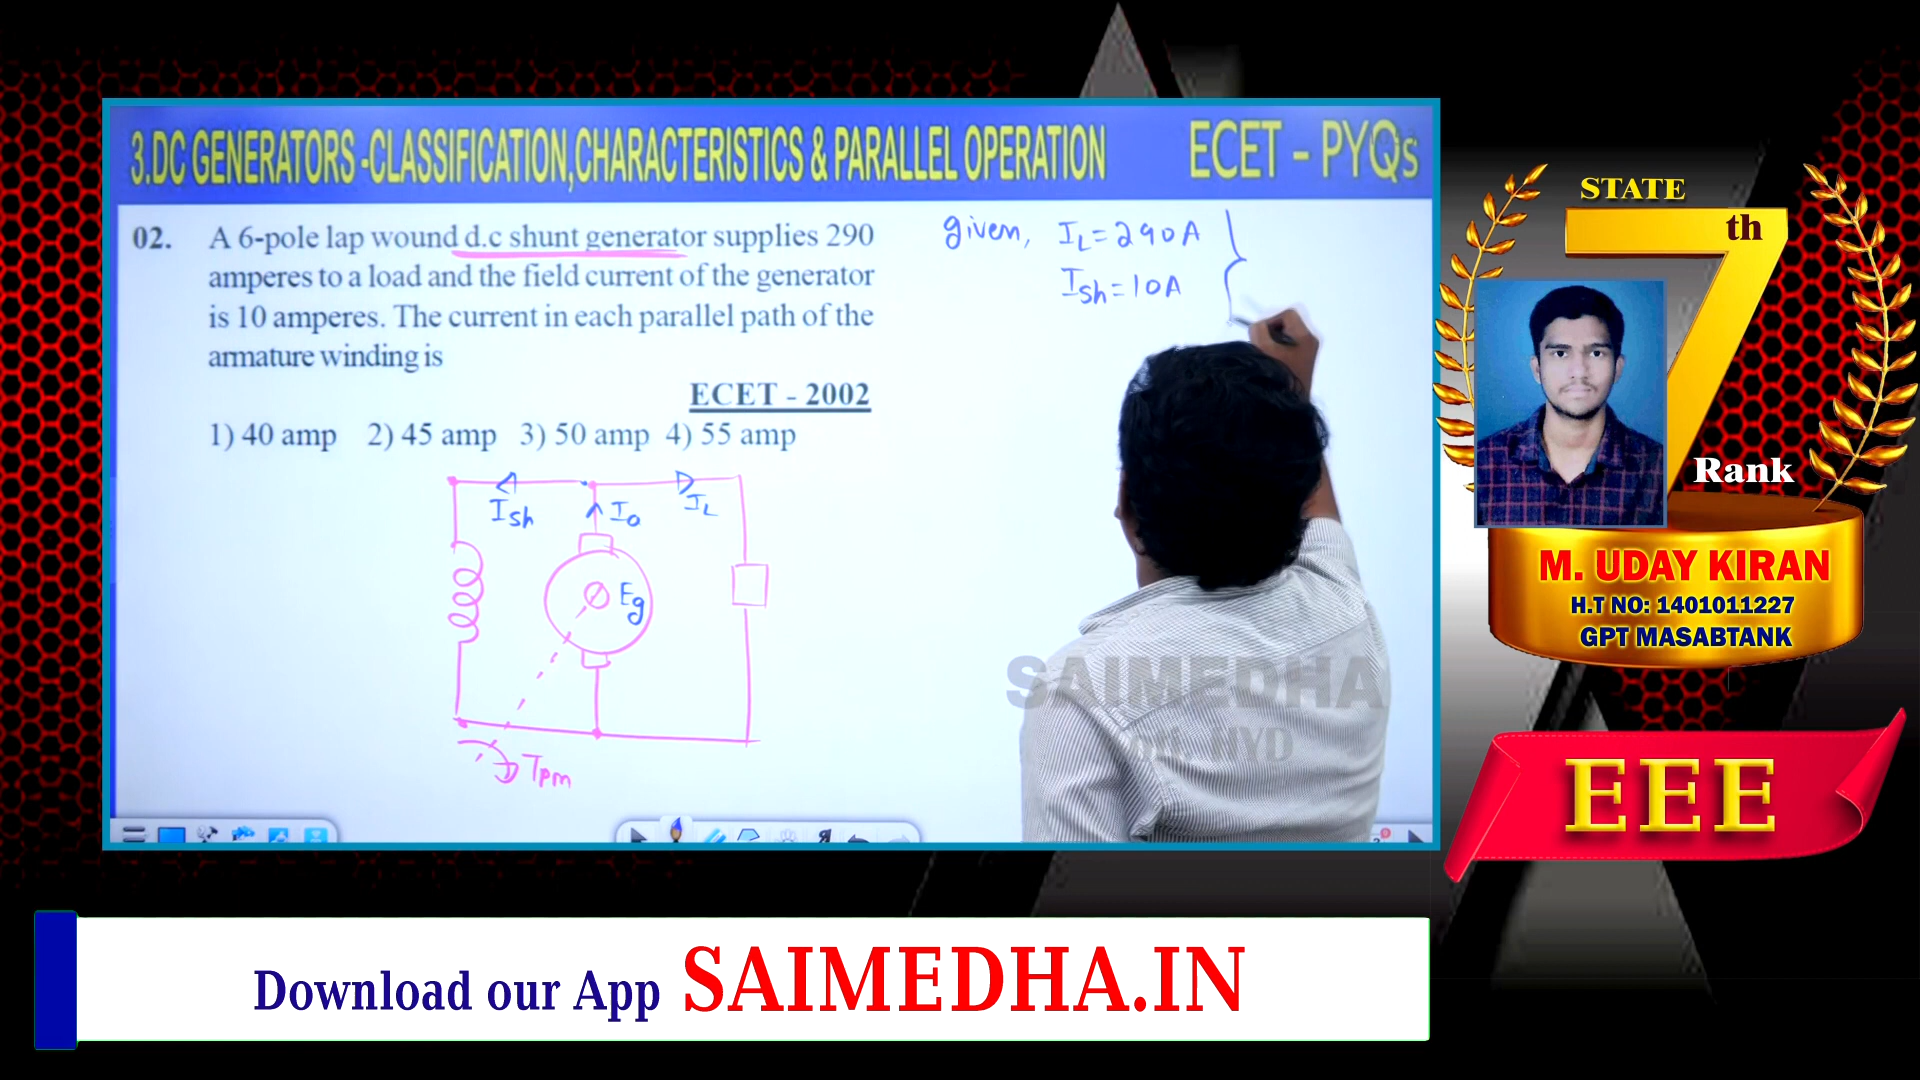 3.DC GENERATORS -CLASSIFICATION,CHARACTERISTICS & PARALLEL OPERATION
ECET – PYQs
02. A 6-pole lap wound d.c shunt generator supplies 290
amperes to a load and the field current of the generator
is 10 amperes. The current in each parallel path of the
armature winding is
ECET - 2002
1) 40 amp 2) 45 amp 3) 50 amp 4) 55 amp
given, IL = 290A
Ish = 10A
Ish
Ia
IL
Eg
Tpm
SAIMEDHA
HYD
STATE
7th
Rank
M. UDAY KIRAN
H.T NO: 1401011227
GPT MASABTANK
EEE
Download our App SAIMEDHA.IN